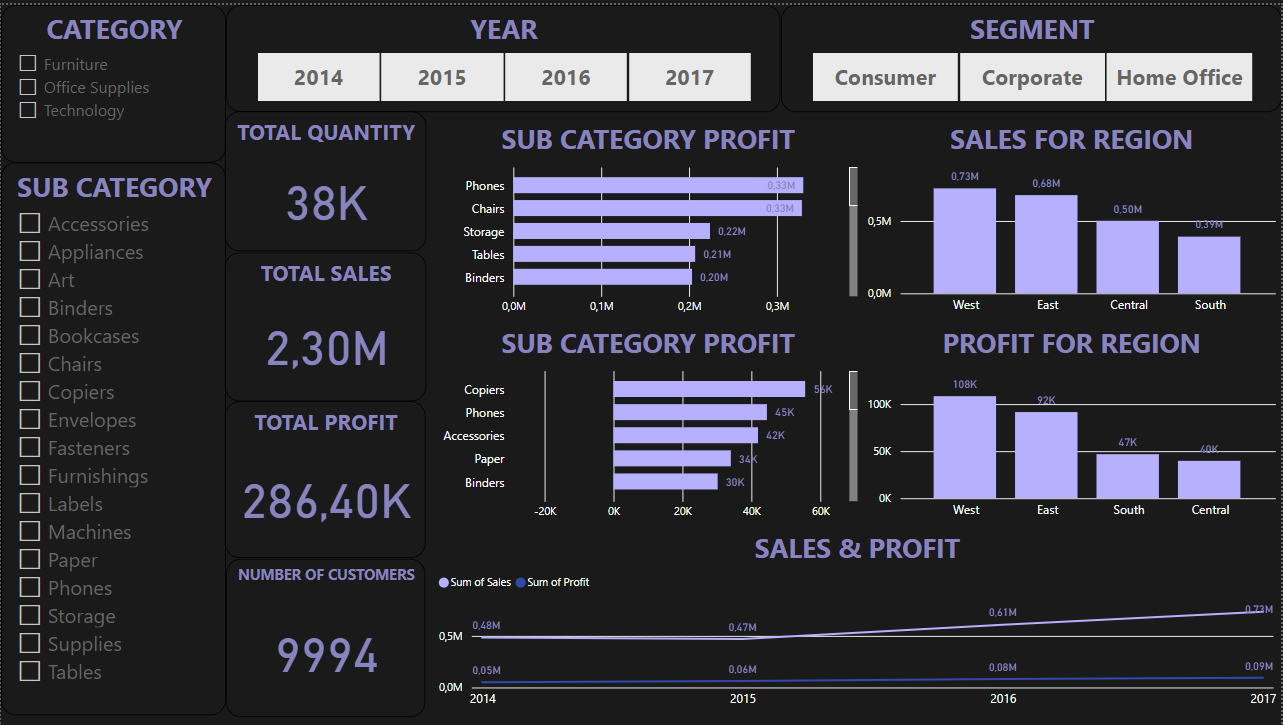 CATEGORY
Furniture
Office Supplies
Technology
YEAR
2014 2015 2016 2017
SEGMENT
Consumer Corporate Home Office
SUB CATEGORY
Accessories
Appliances
Art
Binders
Bookcases
Chairs
Copiers
Envelopes
Fasteners
Furnishings
Labels
Machines
Paper
Phones
Storage
Supplies
Tables
TOTAL QUANTITY
38K
TOTAL SALES
2,30M
TOTAL PROFIT
286,40K
NUMBER OF CUSTOMERS
9994
SUB CATEGORY PROFIT
Phones 0,33M
Chairs 0,33M
Storage 0,22M
Tables 0,21M
Binders 0,20M
0,0M 0,1M 0,2M 0,3M
SALES FOR REGION
0,73M 0,68M 0,50M 0,39M
0,5M
0,0M
West East Central South
SUB CATEGORY PROFIT
Copiers 56K
Phones 45K
Accessories 42K
Paper 34K
Binders 30K
-20K 0K 20K 40K 60K
PROFIT FOR REGION
108K 92K 47K 40K
100K
50K
0K
West East South Central
SALES & PROFIT
Sum of Sales Sum of Profit
0,48M 0,47M 0,61M 0,73M
0,5M
0,05M 0,06M 0,08M 0,09M
0,0M
2014 2015 2016 2017